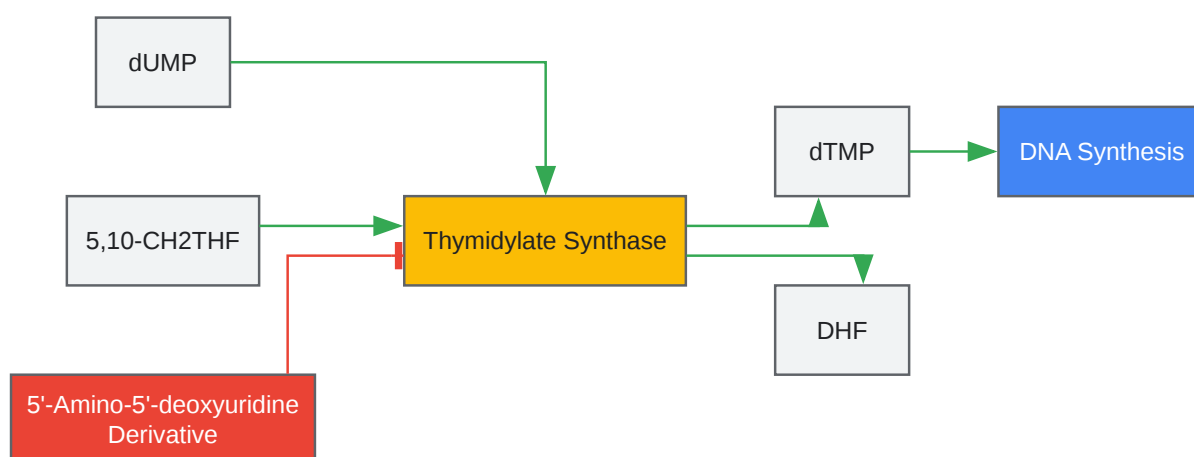 dUMP
dTMP
DNA Synthesis
5,10-CH2THF
Thymidylate Synthase
DHF
5'-Amino-5'-deoxyuridine
Derivative